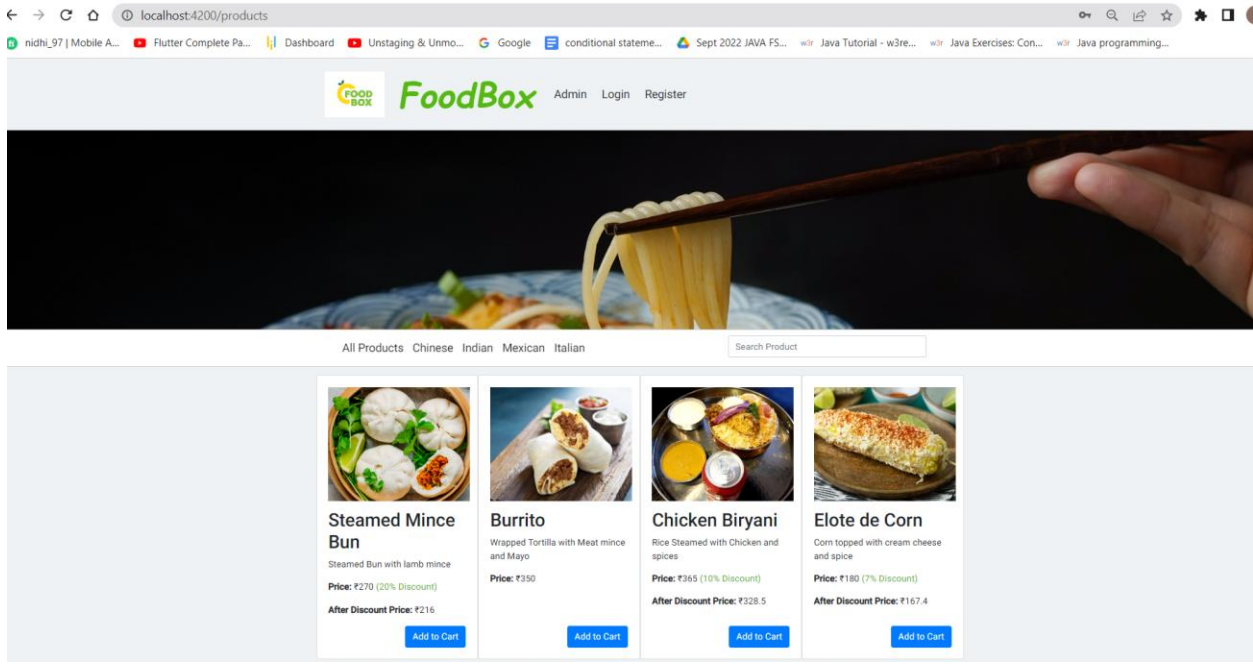 localhost:4200/products
nidhi_97 | Mobile A... Flutter Complete Pa... Dashboard Unstaging & Unmo... Google conditional stateme... Sept 2022 JAVA FS... w3r Java Tutorial - w3re... w3r Java Exercises: Con... w3r Java programming...
FOOD
BOX
FoodBox Admin Login Register
All Products Chinese Indian Mexican Italian Search Product
Steamed Mince
Bun
Steamed Bun with lamb mince
Price: ₹270 (20% Discount)
After Discount Price: ₹216
Add to Cart
Burrito
Wrapped Tortilla with Meat mince
and Mayo
Price: ₹350
Add to Cart
Chicken Biryani
Rice Steamed with Chicken and
spices
Price: ₹365 (10% Discount)
After Discount Price: ₹328.5
Add to Cart
Elote de Corn
Corn topped with cream cheese
and spice
Price: ₹180 (7% Discount)
After Discount Price: ₹167.4
Add to Cart